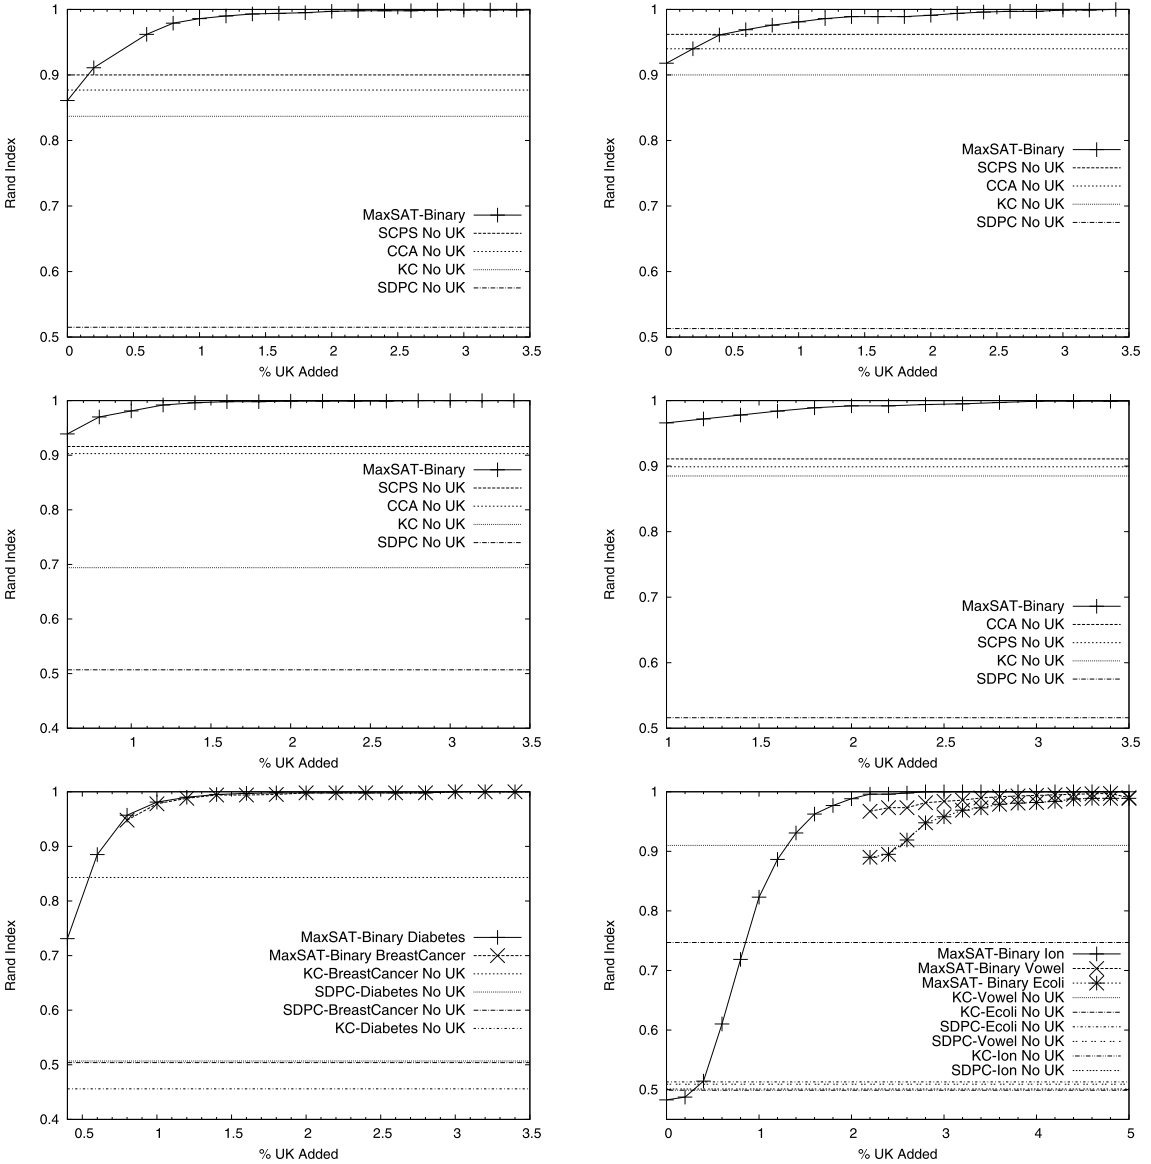 1
0.9
0.8
0.7
0.6
0.5
Rand Index
MaxSAT-Binary
SCPS No UK
CCA No UK
KC No UK
SDPC No UK
0 0.5 1 1.5 2 2.5 3 3.5
% UK Added
1
0.9
0.8
0.7
0.6
0.5
Rand Index
MaxSAT-Binary
SCPS No UK
CCA No UK
KC No UK
SDPC No UK
0 0.5 1 1.5 2 2.5 3 3.5
% UK Added
1
0.9
0.8
0.7
0.6
0.5
0.4
Rand Index
MaxSAT-Binary
SCPS No UK
CCA No UK
KC No UK
SDPC No UK
1 1.5 2 2.5 3 3.5
% UK Added
1
0.9
0.8
0.7
0.6
0.5
Rand Index
MaxSAT-Binary
CCA No UK
SCPS No UK
KC No UK
SDPC No UK
1 1.5 2 2.5 3 3.5
% UK Added
1
0.9
0.8
0.7
0.6
0.5
0.4
Rand Index
MaxSAT-Binary Diabetes
MaxSAT-Binary BreastCancer
KC-BreastCancer No UK
SDPC-Diabetes No UK
SDPC-BreastCancer No UK
KC-Diabetes No UK
0.5 1 1.5 2 2.5 3 3.5
% UK Added
1
0.9
0.8
0.7
0.6
0.5
Rand Index
MaxSAT-Binary Ion
MaxSAT-Binary Vowel
MaxSAT- Binary Ecoli
KC-Vowel No UK
KC-Ecoli No UK
SDPC-Ecoli No UK
SDPC-Vowel No UK
KC-Ion No UK
SDPC-Ion No UK
0 1 2 3 4 5
% UK Added